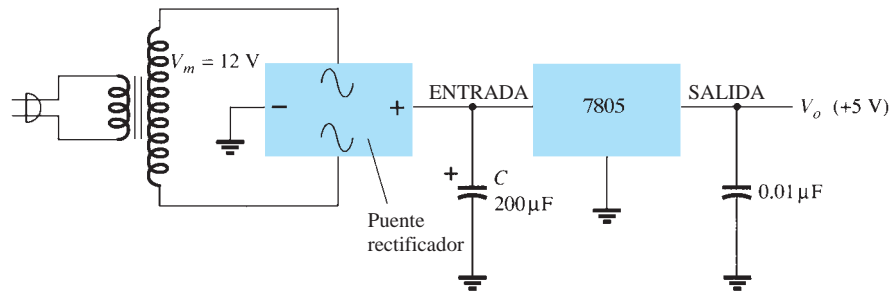 V_m = 12 V
–
+
ENTRADA
7805
SALIDA
V_o (+5 V)
+
C
200 μF
0.01 μF
Puente
rectificador